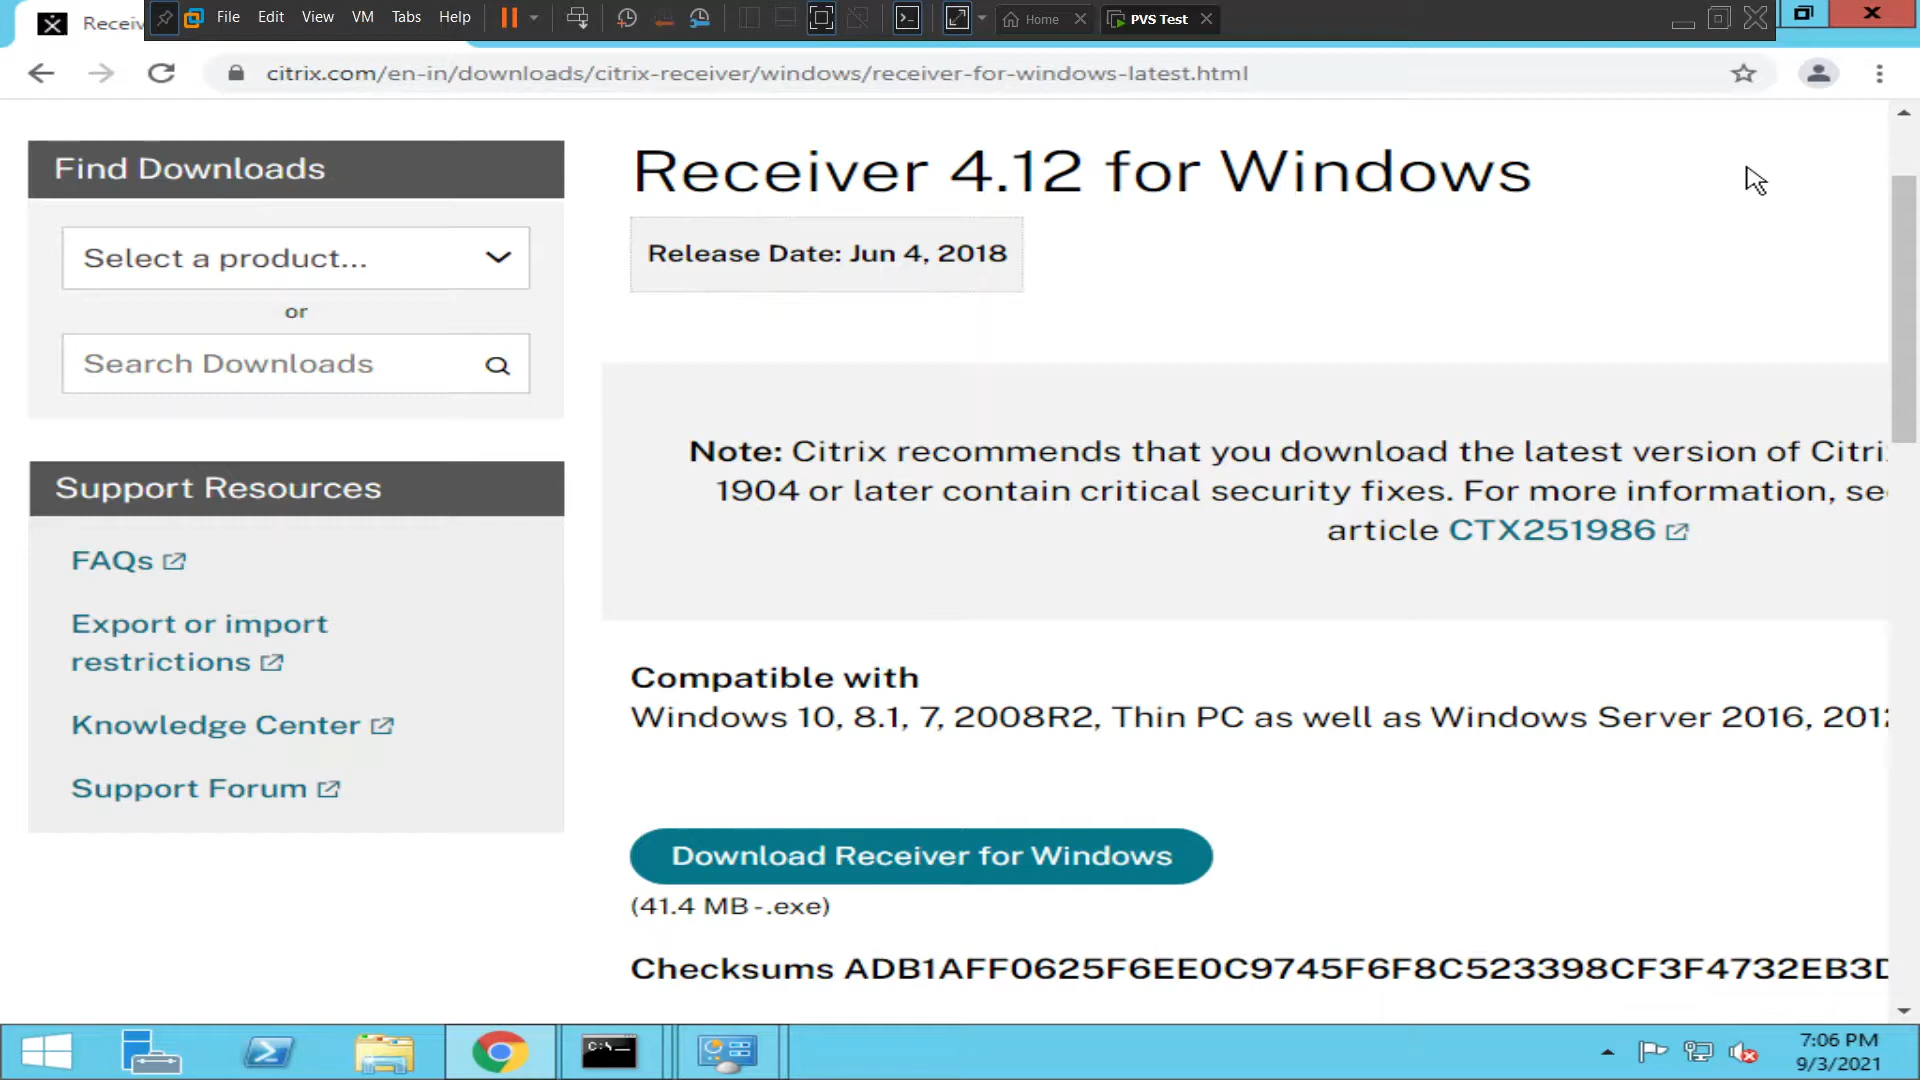 Receiv
File Edit View VM Tabs Help
Home
PVS Test
citrix.com/en-in/downloads/citrix-receiver/windows/receiver-for-windows-latest.html
Find Downloads
Select a product...
or
Search Downloads
Support Resources
FAQs
Export or import
restrictions
Knowledge Center
Support Forum
Receiver 4.12 for Windows
Release Date: Jun 4, 2018
Note: Citrix recommends that you download the latest version of Citri
1904 or later contain critical security fixes. For more information, se
article CTX251986
Compatible with
Windows 10, 8.1, 7, 2008R2, Thin PC as well as Windows Server 2016, 201
Download Receiver for Windows
(41.4 MB - .exe)
Checksums ADB1AFF0625F6EE0C9745F6F8C523398CF3F4732EB3D
C:\
7:06 PM
9/3/2021